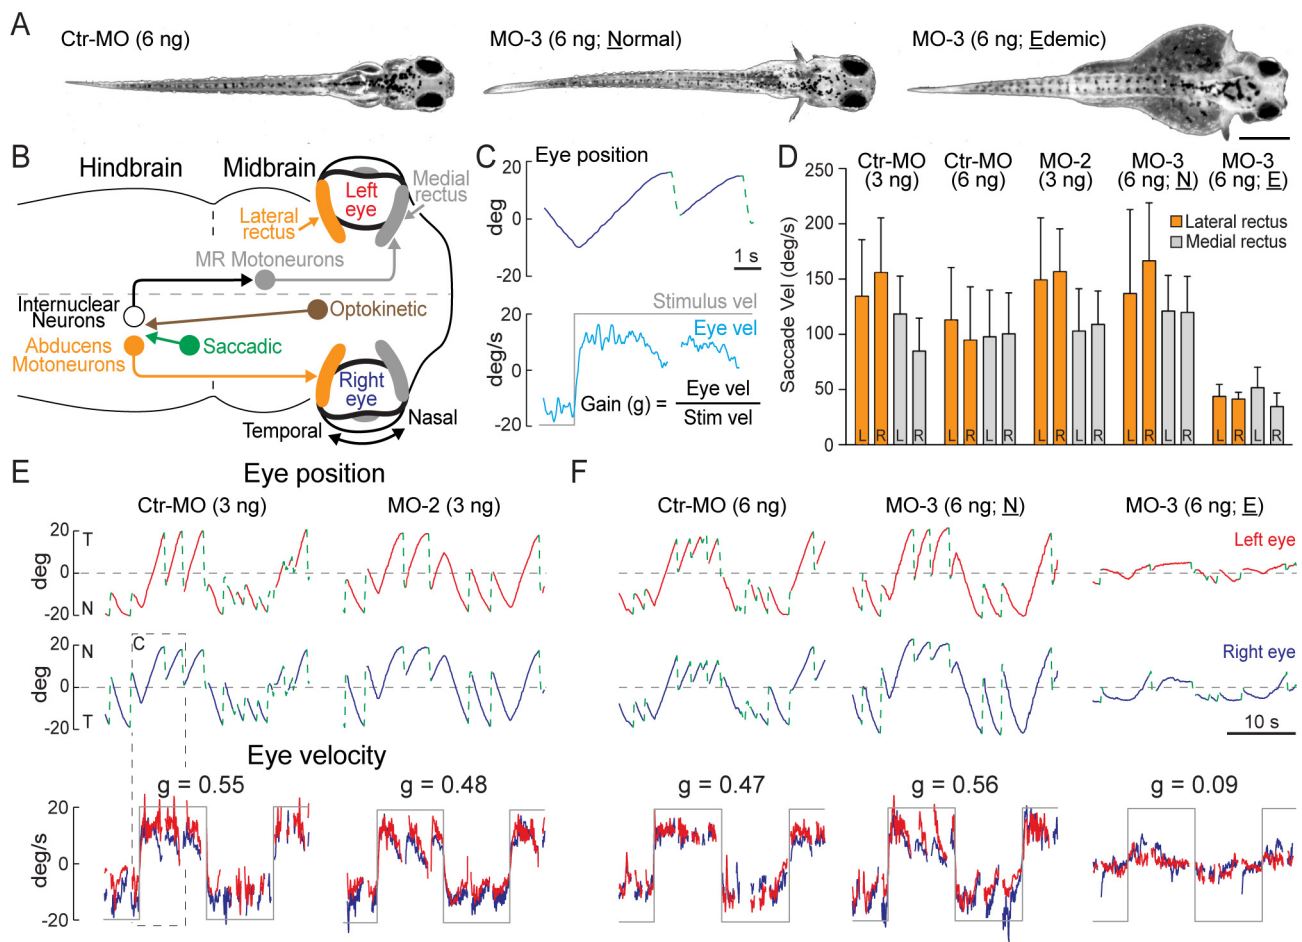 A
Ctr-MO (6 ng)
MO-3 (6 ng; Normal)
MO-3 (6 ng; Edemic)
B
Hindbrain
Midbrain
Left
eye
Medial
rectus
Lateral
rectus
MR Motoneurons
Internuclear
Neurons
Optokinetic
Abducens
Motoneurons
Saccadic
Right
eye
Temporal
Nasal
C
Eye position
20
0
-20
deg
1 s
Stimulus vel
Eye vel
20
0
-20
deg/s
Gain (g) =
Eye vel
Stim vel
D
250
200
150
100
50
0
Saccade Vel (deg/s)
Ctr-MO
(3 ng)
Ctr-MO
(6 ng)
MO-2
(3 ng)
MO-3
(6 ng; N)
MO-3
(6 ng; E)
Lateral rectus
Medial rectus
L R L R
L R L R
L R L R
L R L R
L R L R
E
Eye position
Ctr-MO (3 ng)
MO-2 (3 ng)
20
0
-20
deg
T
N
20
0
-20
deg
N
T
C
Eye velocity
g = 0.55
g = 0.48
20
0
-20
deg/s
F
Ctr-MO (6 ng)
MO-3 (6 ng; N)
MO-3 (6 ng; E)
Left eye
Right eye
10 s
g = 0.47
g = 0.56
g = 0.09